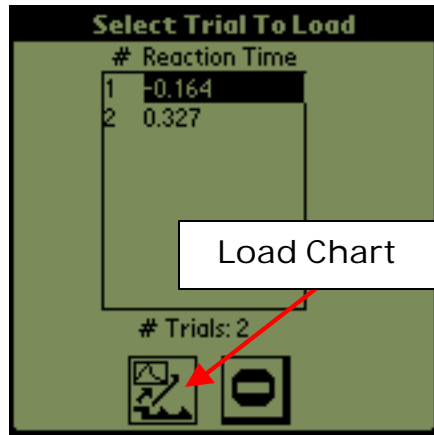 Select Trial To Load
# Reaction Time
1 -0.164
2 0.327
Load Chart
# Trials: 2